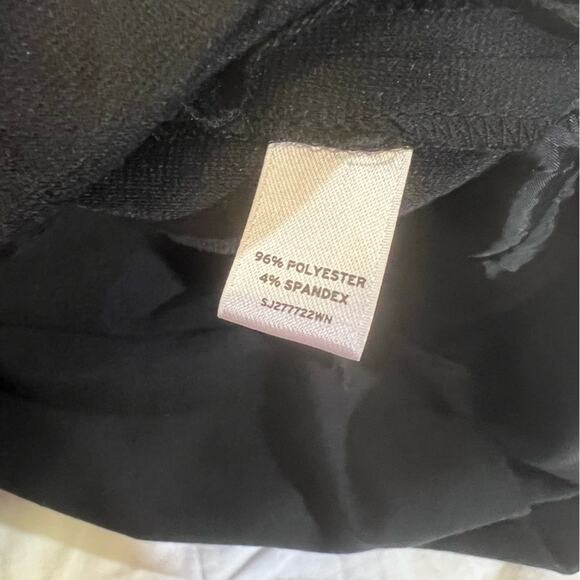 96% POLYESTER
4% SPANDEX
SJ277722WN